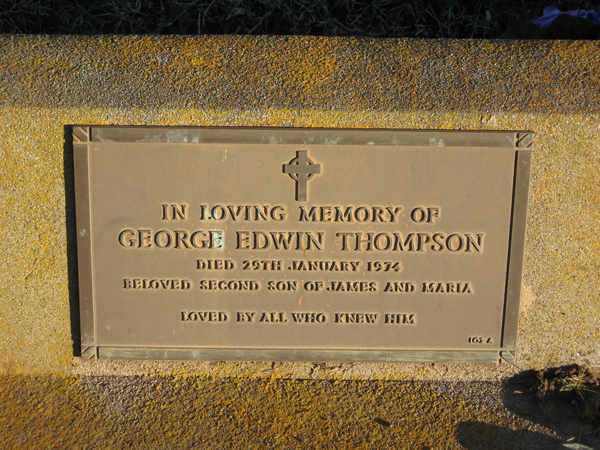 IN LOVING MEMORY OF
GEORGE EDWIN THOMPSON
DIED 29TH JANUARY 1974
BELOVED SECOND SON OF JAMES AND MARIA
LOVED BY ALL WHO KNEW HIM